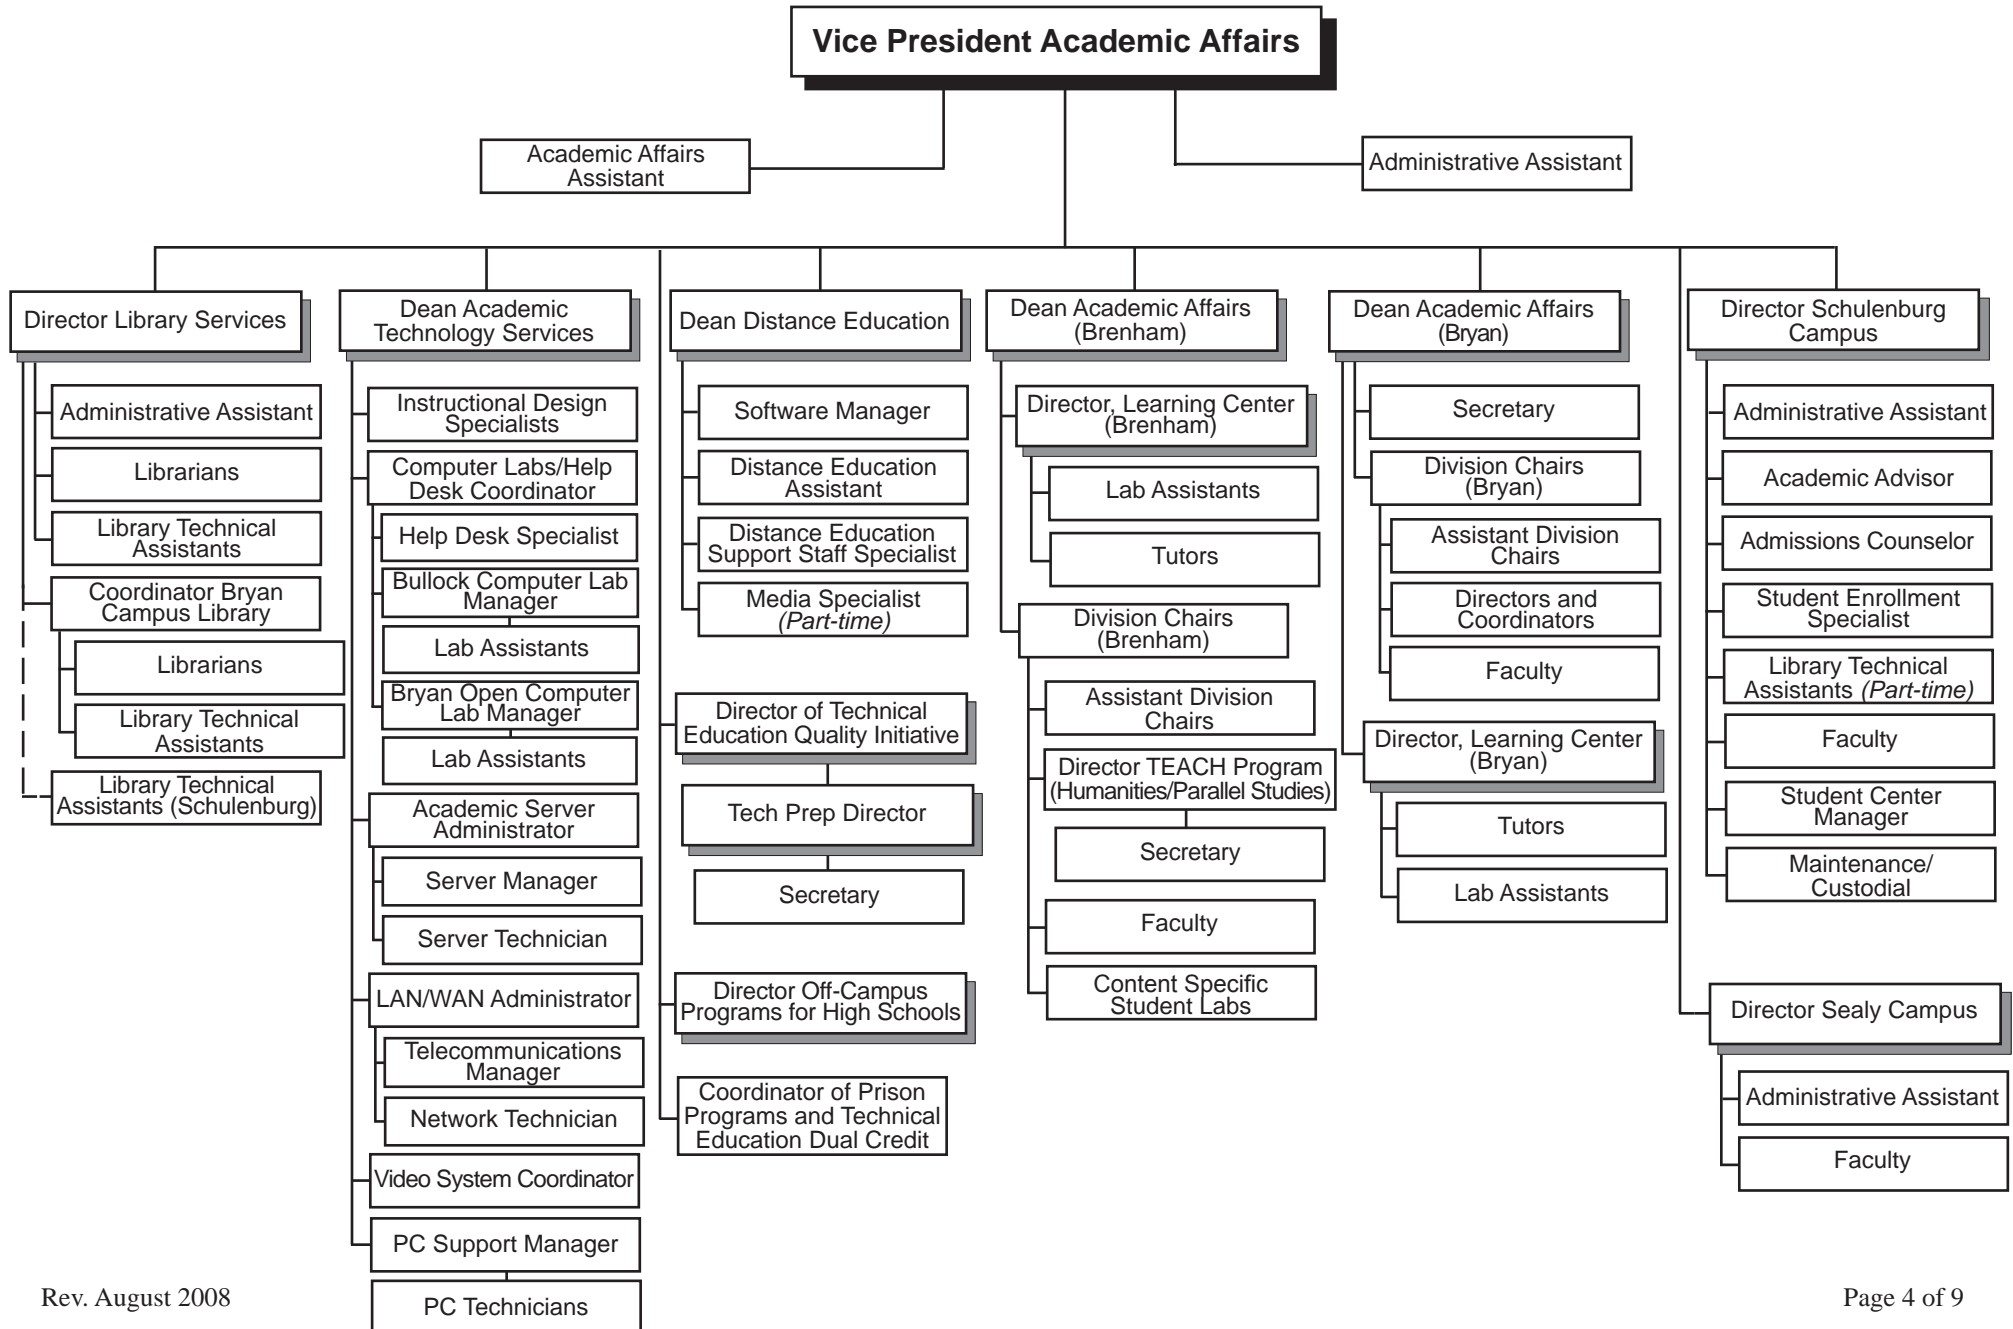 Vice President Academic Affairs
Academic Affairs
Assistant
Administrative Assistant
Director Library Services
Administrative Assistant
Librarians
Library Technical
Assistants
Coordinator Bryan
Campus Library
Librarians
Library Technical
Assistants
Library Technical
Assistants (Schulenburg)
Dean Academic
Technology Services
Instructional Design
Specialists
Computer Labs/Help
Desk Coordinator
Help Desk Specialist
Bullock Computer Lab
Manager
Lab Assistants
Bryan Open Computer
Lab Manager
Lab Assistants
Academic Server
Administrator
Server Manager
Server Technician
LAN/WAN Administrator
Telecommunications
Manager
Network Technician
Video System Coordinator
PC Support Manager
PC Technicians
Dean Distance Education
Software Manager
Distance Education
Assistant
Distance Education
Support Staff Specialist
Media Specialist
(Part-time)
Director of Technical
Education Quality Initiative
Tech Prep Director
Secretary
Director Off-Campus
Programs for High Schools
Coordinator of Prison
Programs and Technical
Education Dual Credit
Dean Academic Affairs
(Brenham)
Director, Learning Center
(Brenham)
Lab Assistants
Tutors
Division Chairs
(Brenham)
Assistant Division
Chairs
Director TEACH Program
(Humanities/Parallel Studies)
Secretary
Faculty
Content Specific
Student Labs
Dean Academic Affairs
(Bryan)
Secretary
Division Chairs
(Bryan)
Assistant Division
Chairs
Directors and
Coordinators
Faculty
Director, Learning Center
(Bryan)
Tutors
Lab Assistants
Director Schulenburg
Campus
Administrative Assistant
Academic Advisor
Admissions Counselor
Student Enrollment
Specialist
Library Technical
Assistants (Part-time)
Faculty
Student Center
Manager
Maintenance/
Custodial
Director Sealy Campus
Administrative Assistant
Faculty
Rev. August 2008
Page 4 of 9